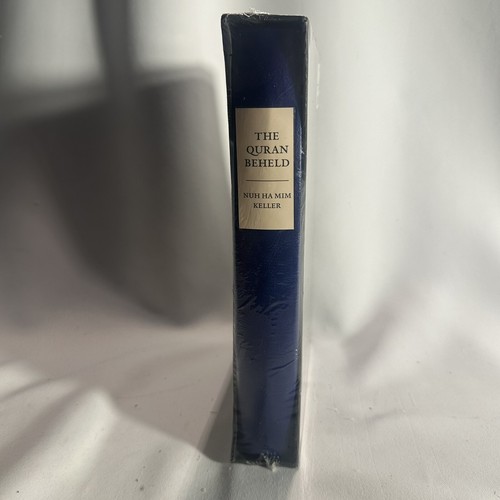 THE
QURAN
BEHELD
NUH HA MIM
KELLER